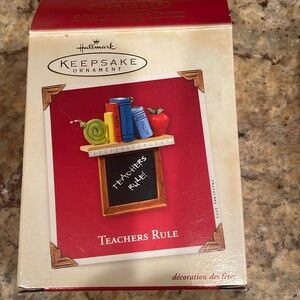 Hallmark
KEEPSAKE
ORNAMENT
TEACHERS
RULE!
TEACHERS RULE
décoration des fêtes